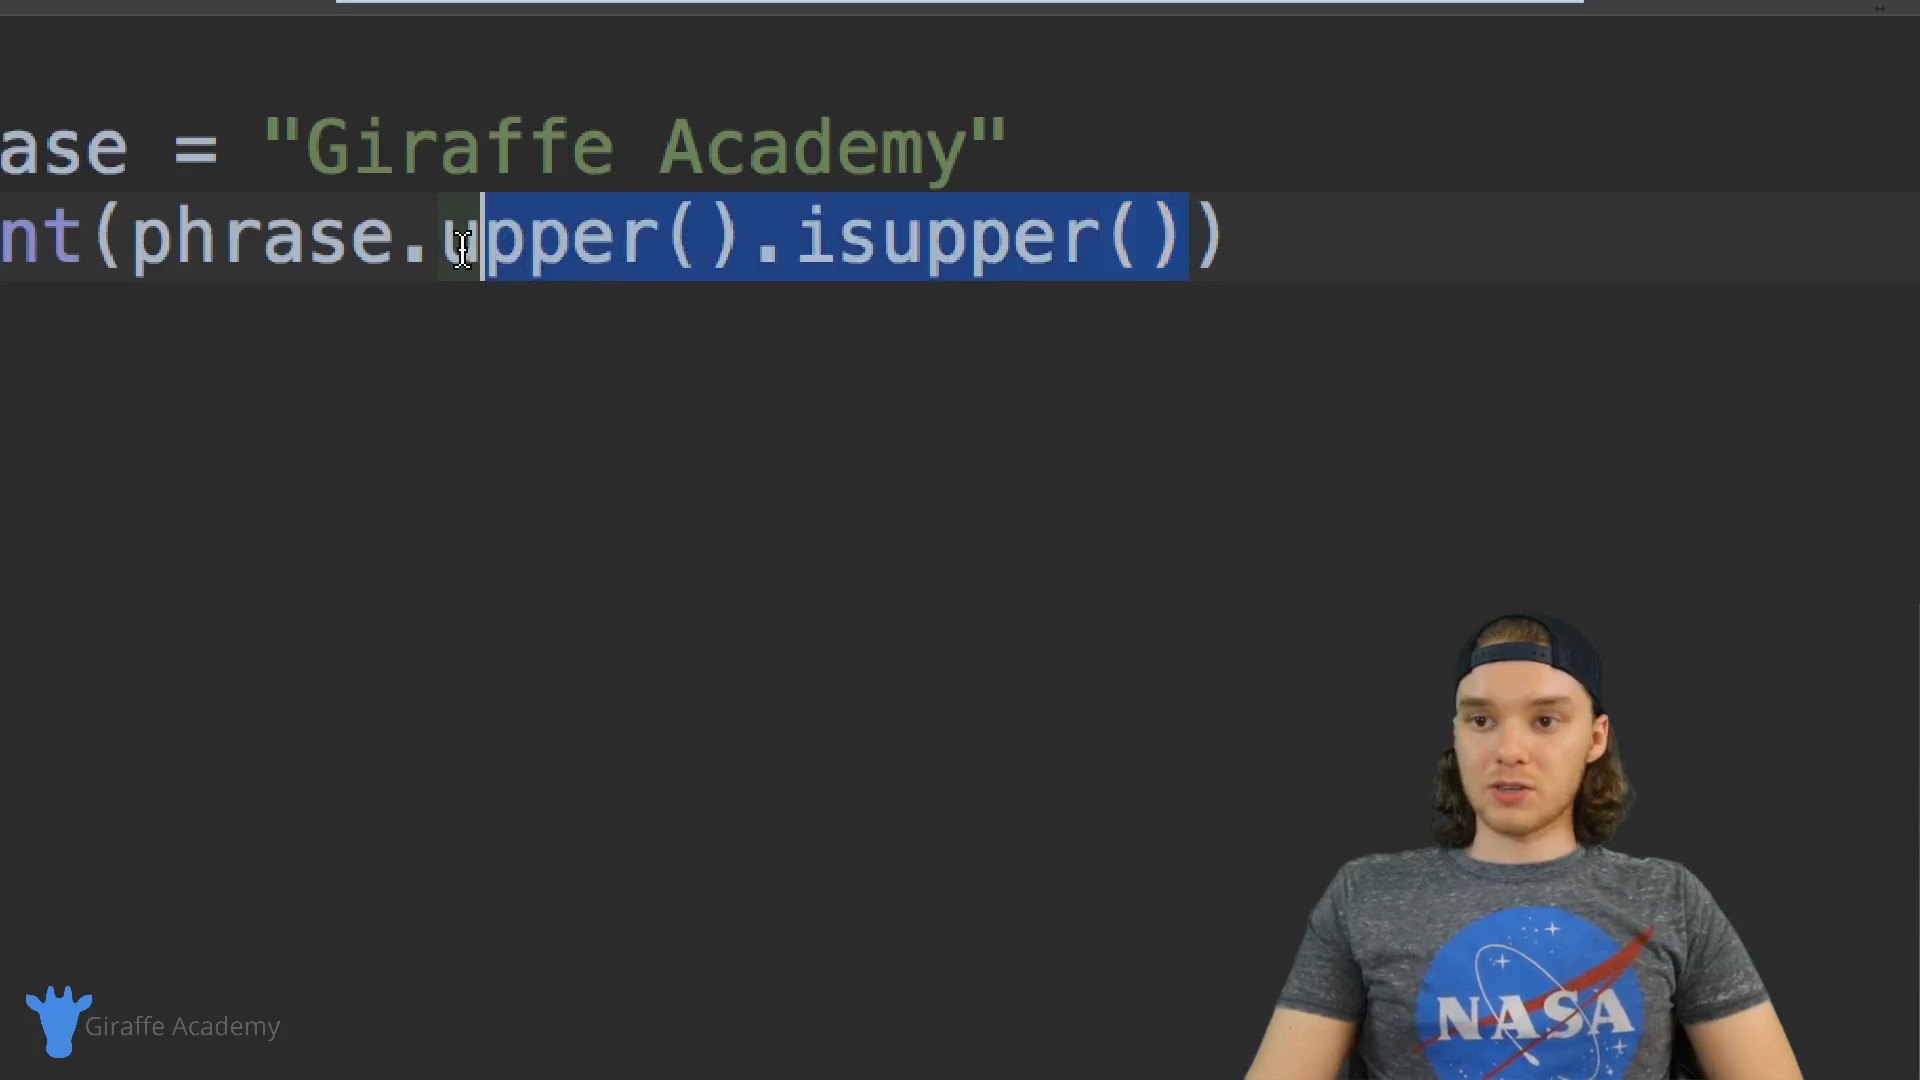 ase = "Giraffe Academy"
nt(phrase.upper().isupper())
NASA
Giraffe Academy